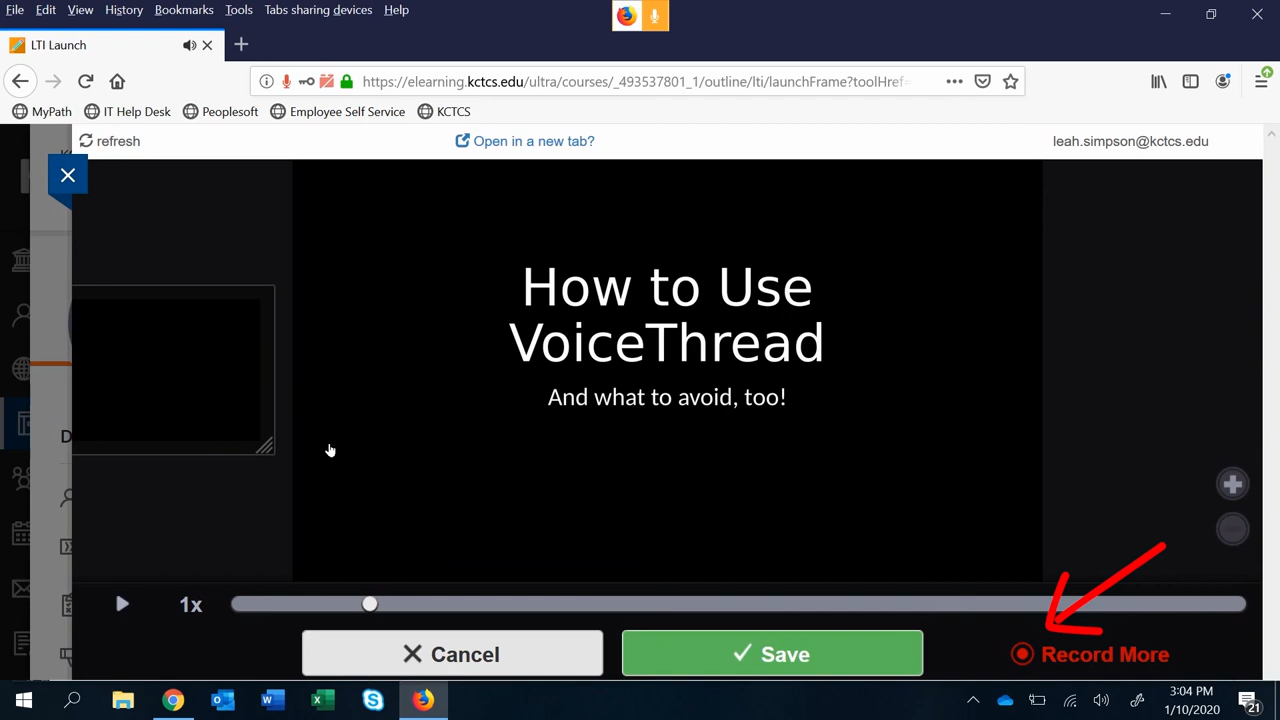 File Edit View History Bookmarks Tools Tabs sharing devices Help
LTI Launch
https://elearning.kctcs.edu/ultra/courses/_493537801_1/outline/lti/launchFrame?toolHref=
MyPath IT Help Desk Peoplesoft Employee Self Service KCTCS
refresh Open in a new tab? leah.simpson@kctcs.edu
How to Use
VoiceThread
And what to avoid, too!
1x
Cancel Save Record More
3:04 PM
1/10/2020
21